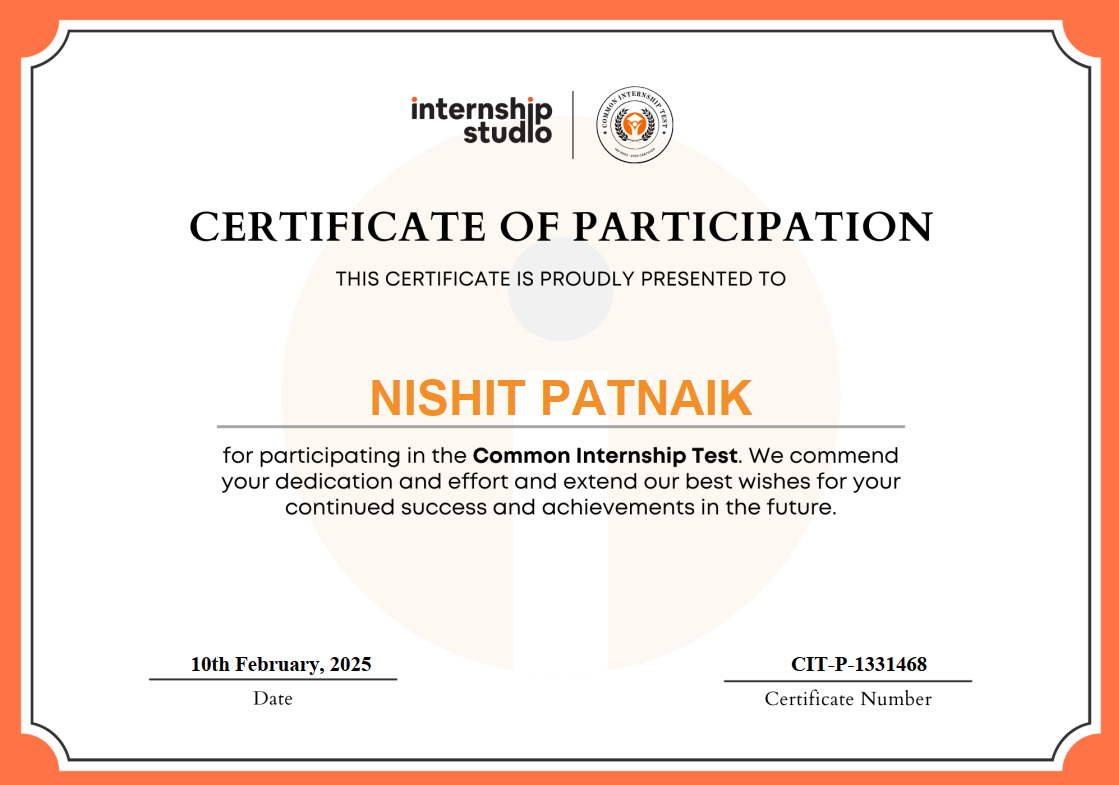 internship
studio
COMMON INTERNSHIP TEST
CERTIFICATE OF PARTICIPATION
THIS CERTIFICATE IS PROUDLY PRESENTED TO
NISHIT PATNAIK
for participating in the Common Internship Test. We commend
your dedication and effort and extend our best wishes for your
continued success and achievements in the future.
10th February, 2025
CIT-P-1331468
Date
Certificate Number